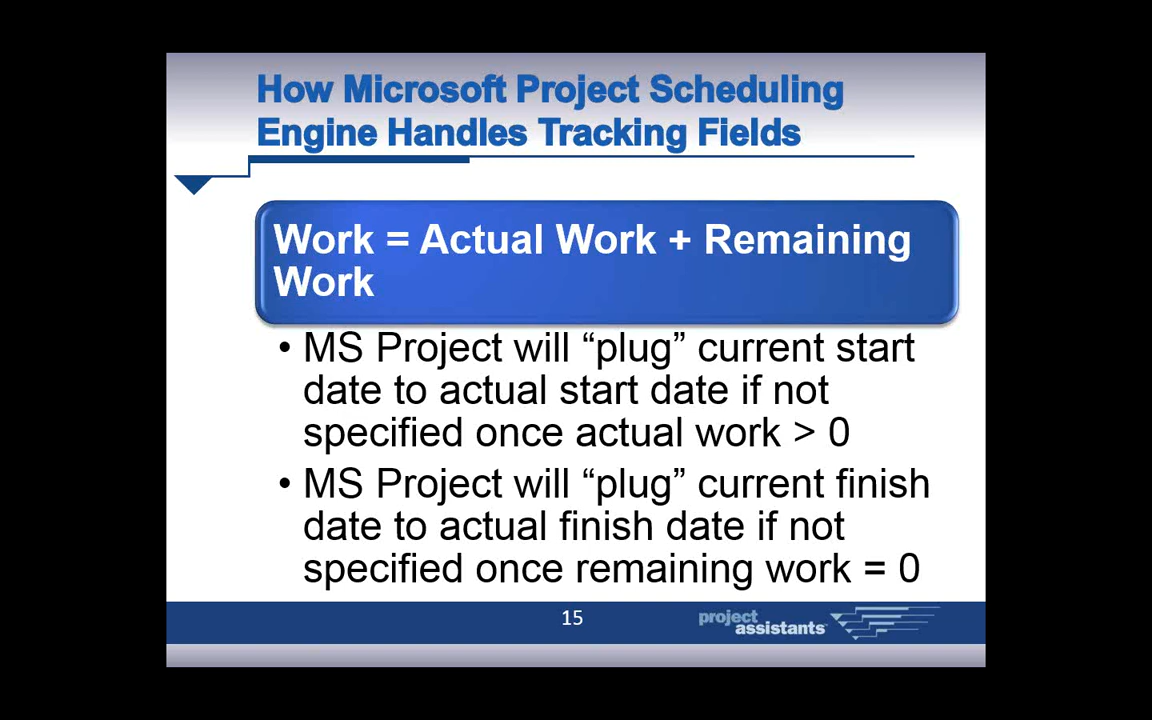 How Microsoft Project Scheduling
Engine Handles Tracking Fields
Work = Actual Work + Remaining
Work
• MS Project will “plug” current start
date to actual start date if not
specified once actual work > 0
• MS Project will “plug” current finish
date to actual finish date if not
specified once remaining work = 0
15
project
assistants